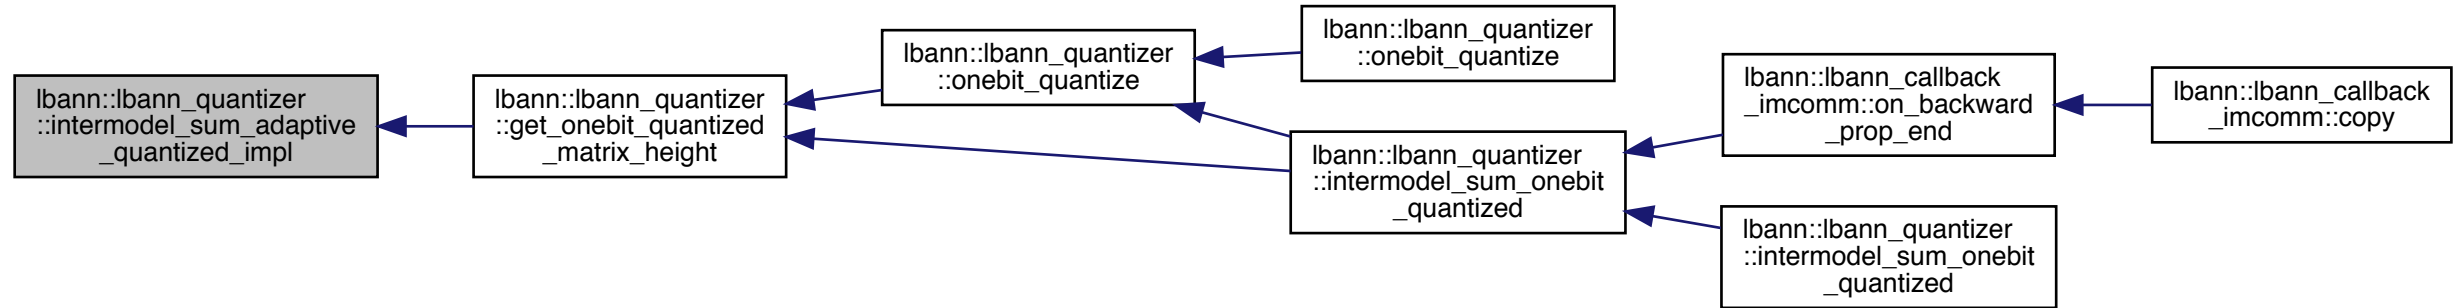 lbann::lbann_quantizer
::intermodel_sum_adaptive
_quantized_impl
lbann::lbann_quantizer
::get_onebit_quantized
_matrix_height
lbann::lbann_quantizer
::onebit_quantize
lbann::lbann_quantizer
::onebit_quantize
lbann::lbann_quantizer
::intermodel_sum_onebit
_quantized
lbann::lbann_callback
_imcomm::on_backward
_prop_end
lbann::lbann_callback
_imcomm::copy
lbann::lbann_quantizer
::intermodel_sum_onebit
_quantized